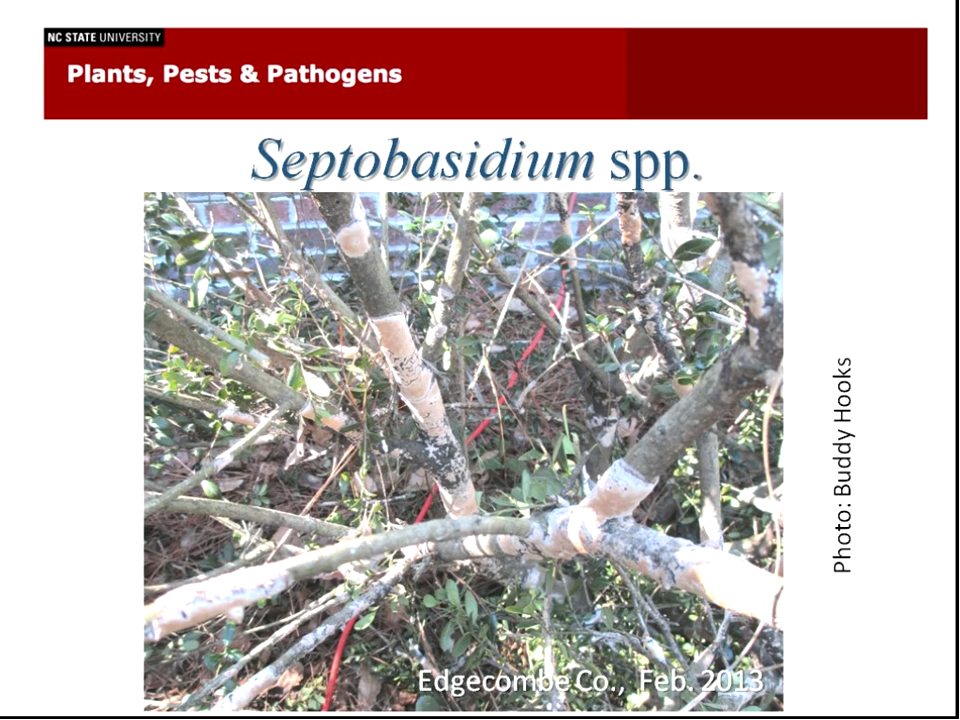 NC STATE UNIVERSITY
Plants, Pests & Pathogens
Septobasidium spp.
Photo: Buddy Hooks
Edgecombe Co., Feb. 2013